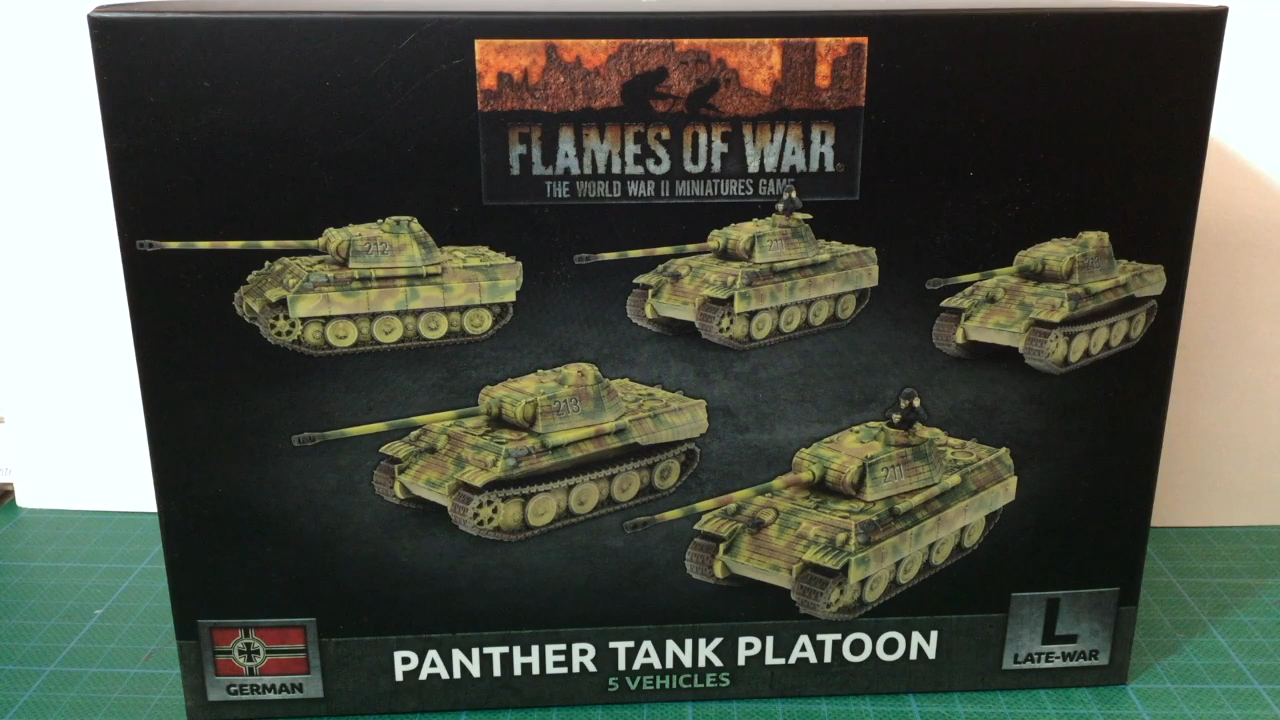 FLAMES OF WAR
THE WORLD WAR II MINIATURES GAME
212
211
213
211
GERMAN
PANTHER TANK PLATOON
5 VEHICLES
L
LATE-WAR